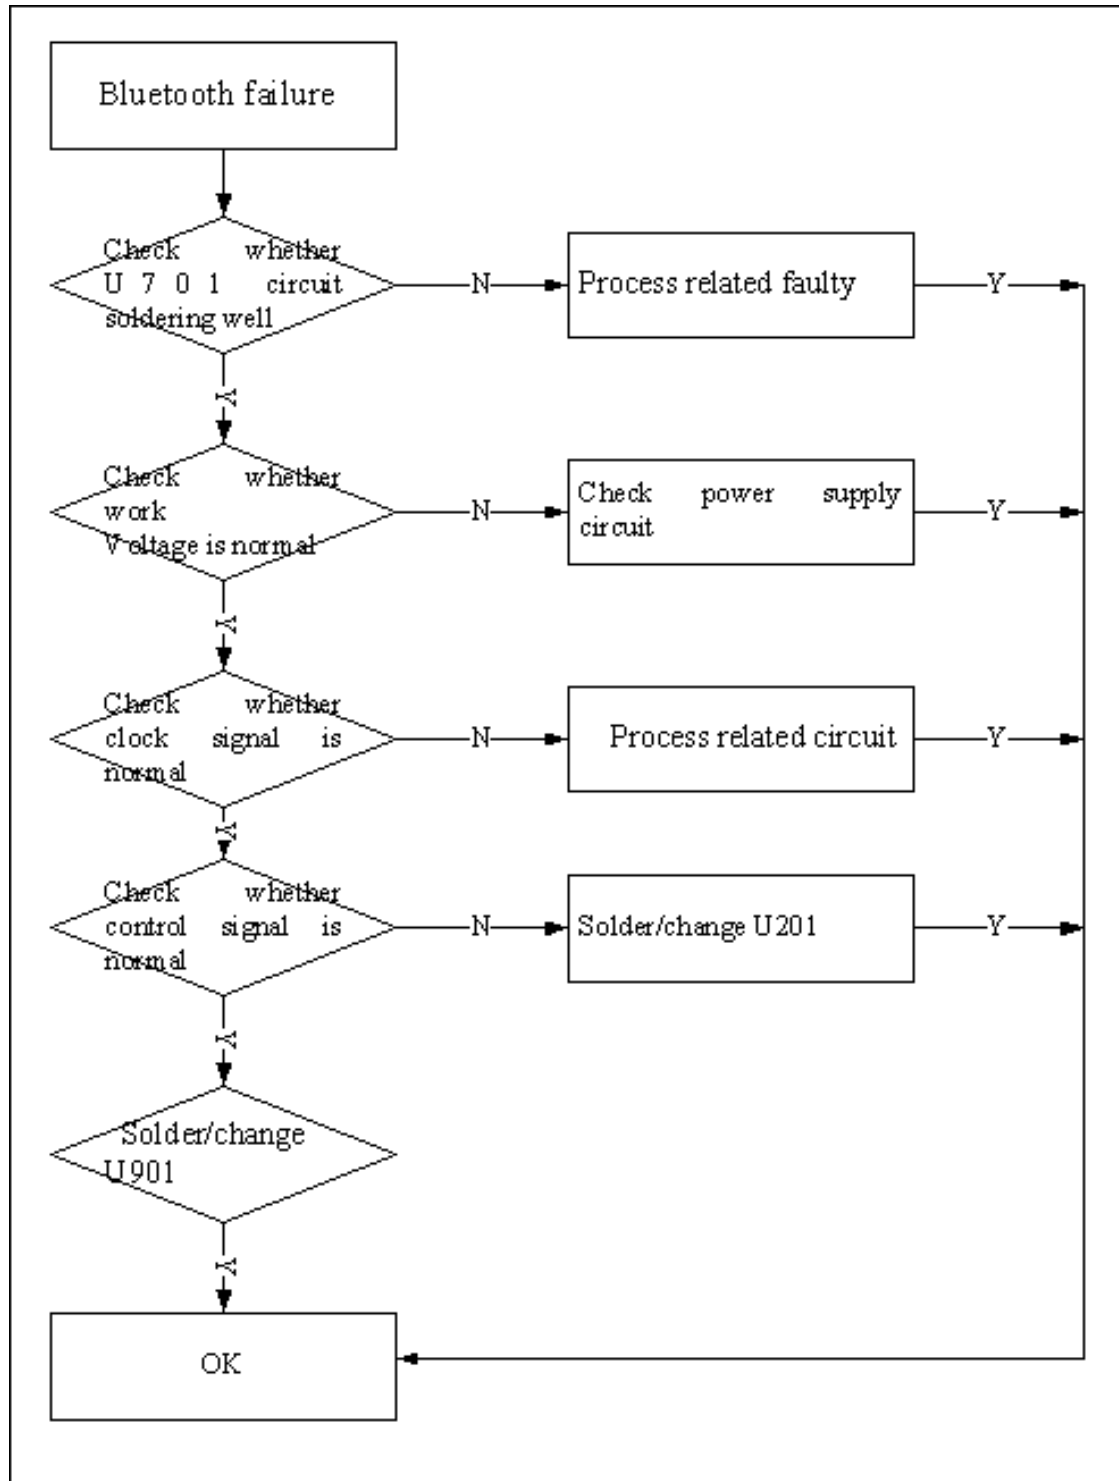 Bluetooth failure
Check whether
U 7 0 1 circuit
soldering well
N
Process related faulty
Y
Y
Check whether
work
Voltage is normal
N
Check power supply
circuit
Y
Y
Check whether
clock signal is
normal
N
Process related circuit
Y
Y
Check whether
control signal is
normal
N
Solder/change U201
Y
Y
Solder/change
U901
Y
OK